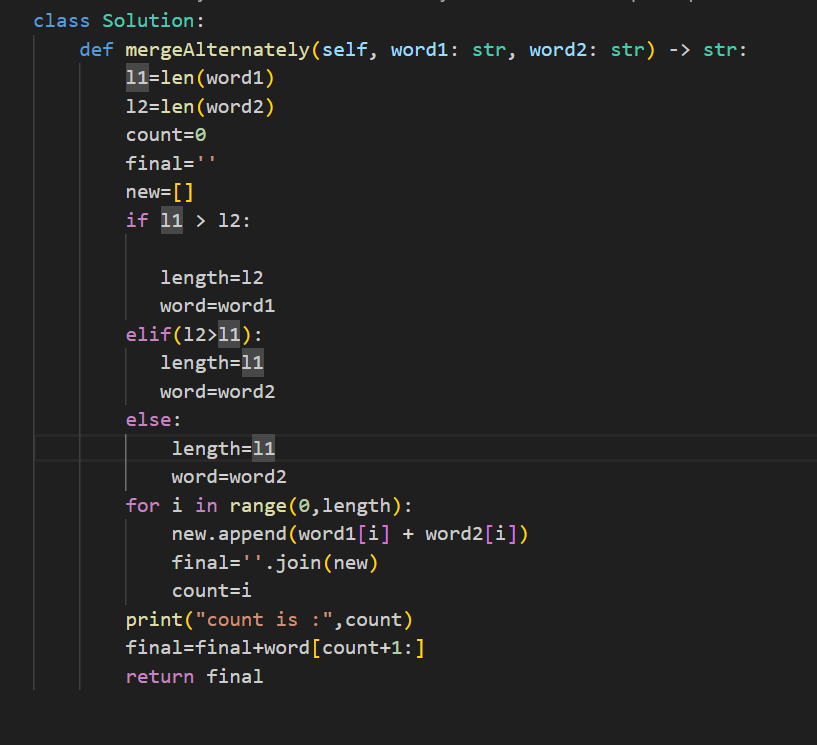 class Solution:
    def mergeAlternately(self, word1: str, word2: str) -> str:
        l1=len(word1)
        l2=len(word2)
        count=0
        final=''
        new=[]
        if l1 > l2:

           length=l2
           word=word1
        elif(l2>l1):
           length=l1
           word=word2
        else:
            length=l1
            word=word2
        for i in range(0,length):
            new.append(word1[i] + word2[i])
            final=''.join(new)
            count=i
        print("count is :",count)
        final=final+word[count+1:]
        return final